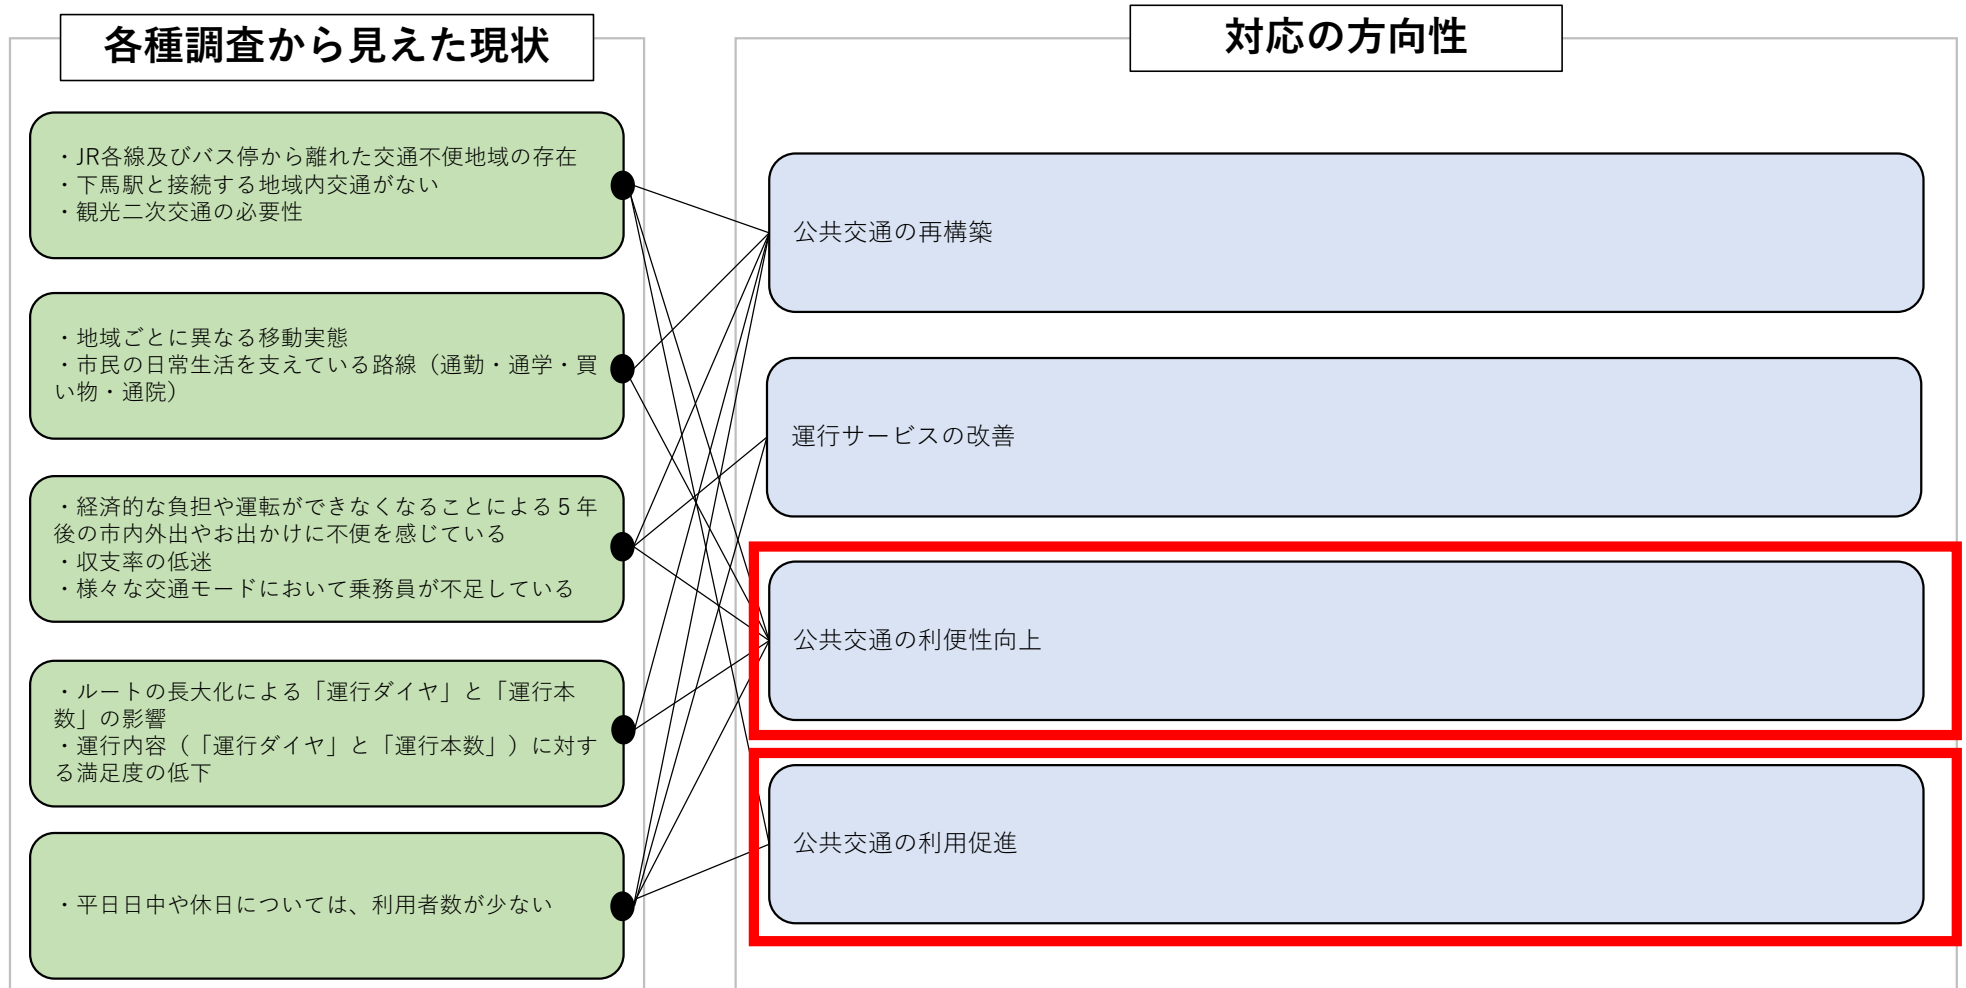 各種調査から見えた現状
対応の方向性
・JR各線及びバス停から離れた交通不便地域の存在
・下馬駅と接続する地域内交通がない
・観光二次交通の必要性
・地域ごとに異なる移動実態
・市民の日常生活を支えている路線（通勤・通学・買
い物・通院）
・経済的な負担や運転ができなくなることによる５年
後の市内外出やお出かけに不便を感じている
・収支率の低迷
・様々な交通モードにおいて乗務員が不足している
・ルートの長大化による「運行ダイヤ」と「運行本
数」の影響
・運行内容（「運行ダイヤ」と「運行本数」）に対す
る満足度の低下
・平日日中や休日については、利用者数が少ない
公共交通の再構築
運行サービスの改善
公共交通の利便性向上
公共交通の利用促進